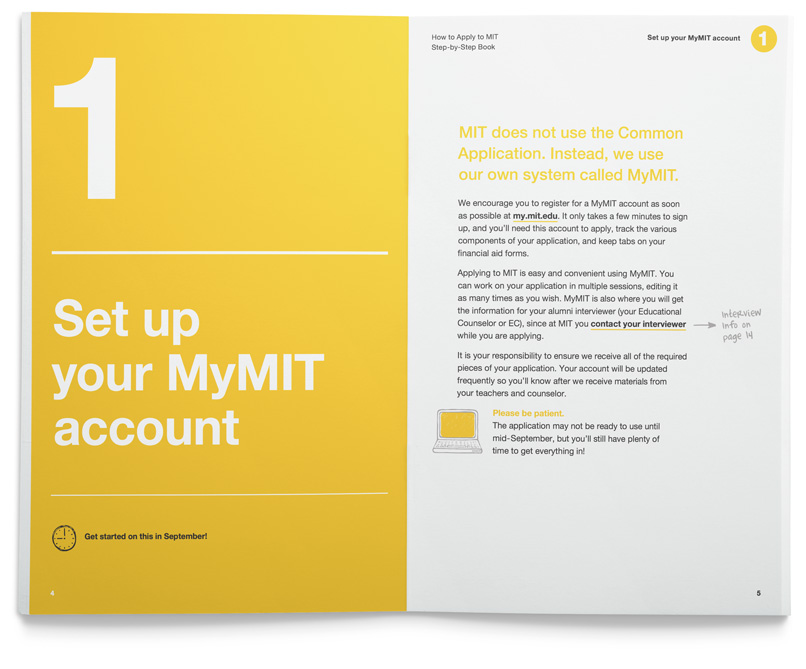 1
Set up
your MyMIT
account
Get started on this in September!
4
How to Apply to MIT
Step-by-Step Book
Set up your MyMIT account
1
MIT does not use the Common
Application. Instead, we use
our own system called MyMIT.
We encourage you to register for a MyMIT account as soon
as possible at my.mit.edu. It only takes a few minutes to sign
up, and you'll need this account to apply, track the various
components of your application, and keep tabs on your
financial aid forms.
Applying to MIT is easy and convenient using MyMIT. You
can work on your application in multiple sessions, editing it
as many times as you wish. MyMIT is also where you will get
the information for your alumni interviewer (your Educational
Counselor or EC), since at MIT you contact your interviewer
while you are applying.
Interview
info on
page 14
It is your responsibility to ensure we receive all of the required
pieces of your application. Your account will be updated
frequently so you'll know after we receive materials from
your teachers and counselor.
Please be patient.
The application may not be ready to use until
mid-September, but you'll still have plenty of
time to get everything in!
5